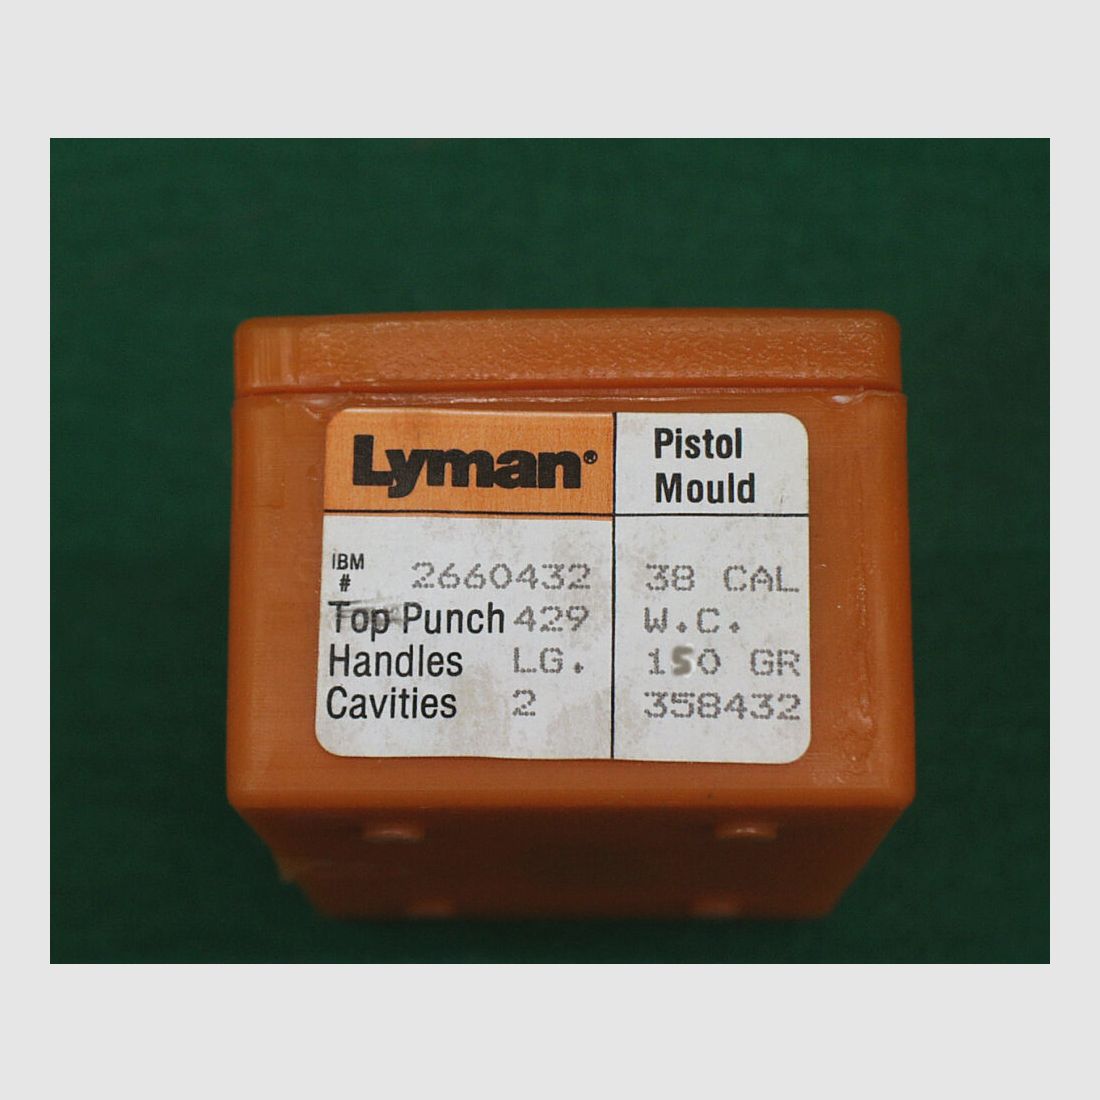 Lyman®
Pistol
Mould
IBM # 2660432
Top Punch 429
Handles LG.
Cavities 2
38 CAL
W.C.
150 GR
358432